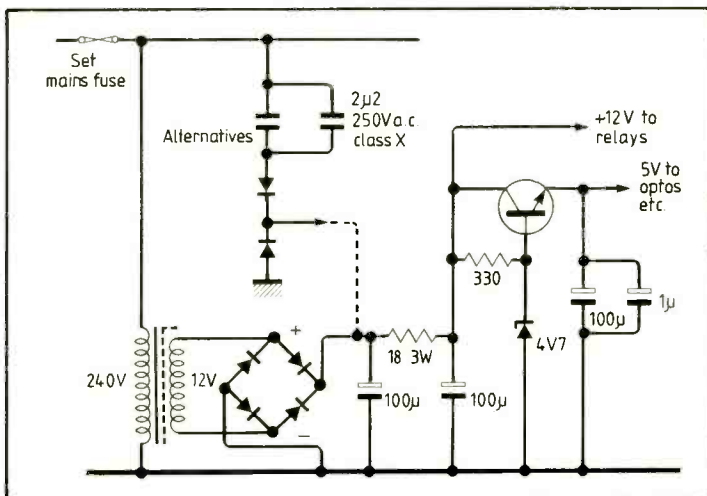 Set
mains fuse
Alternatives
2µ2
250V a.c.
class X
+12V to
relays
5V to
optos
etc.
330
100µ
1µ
4V7
18 3W
240V
12V
+
−
100µ
100µ